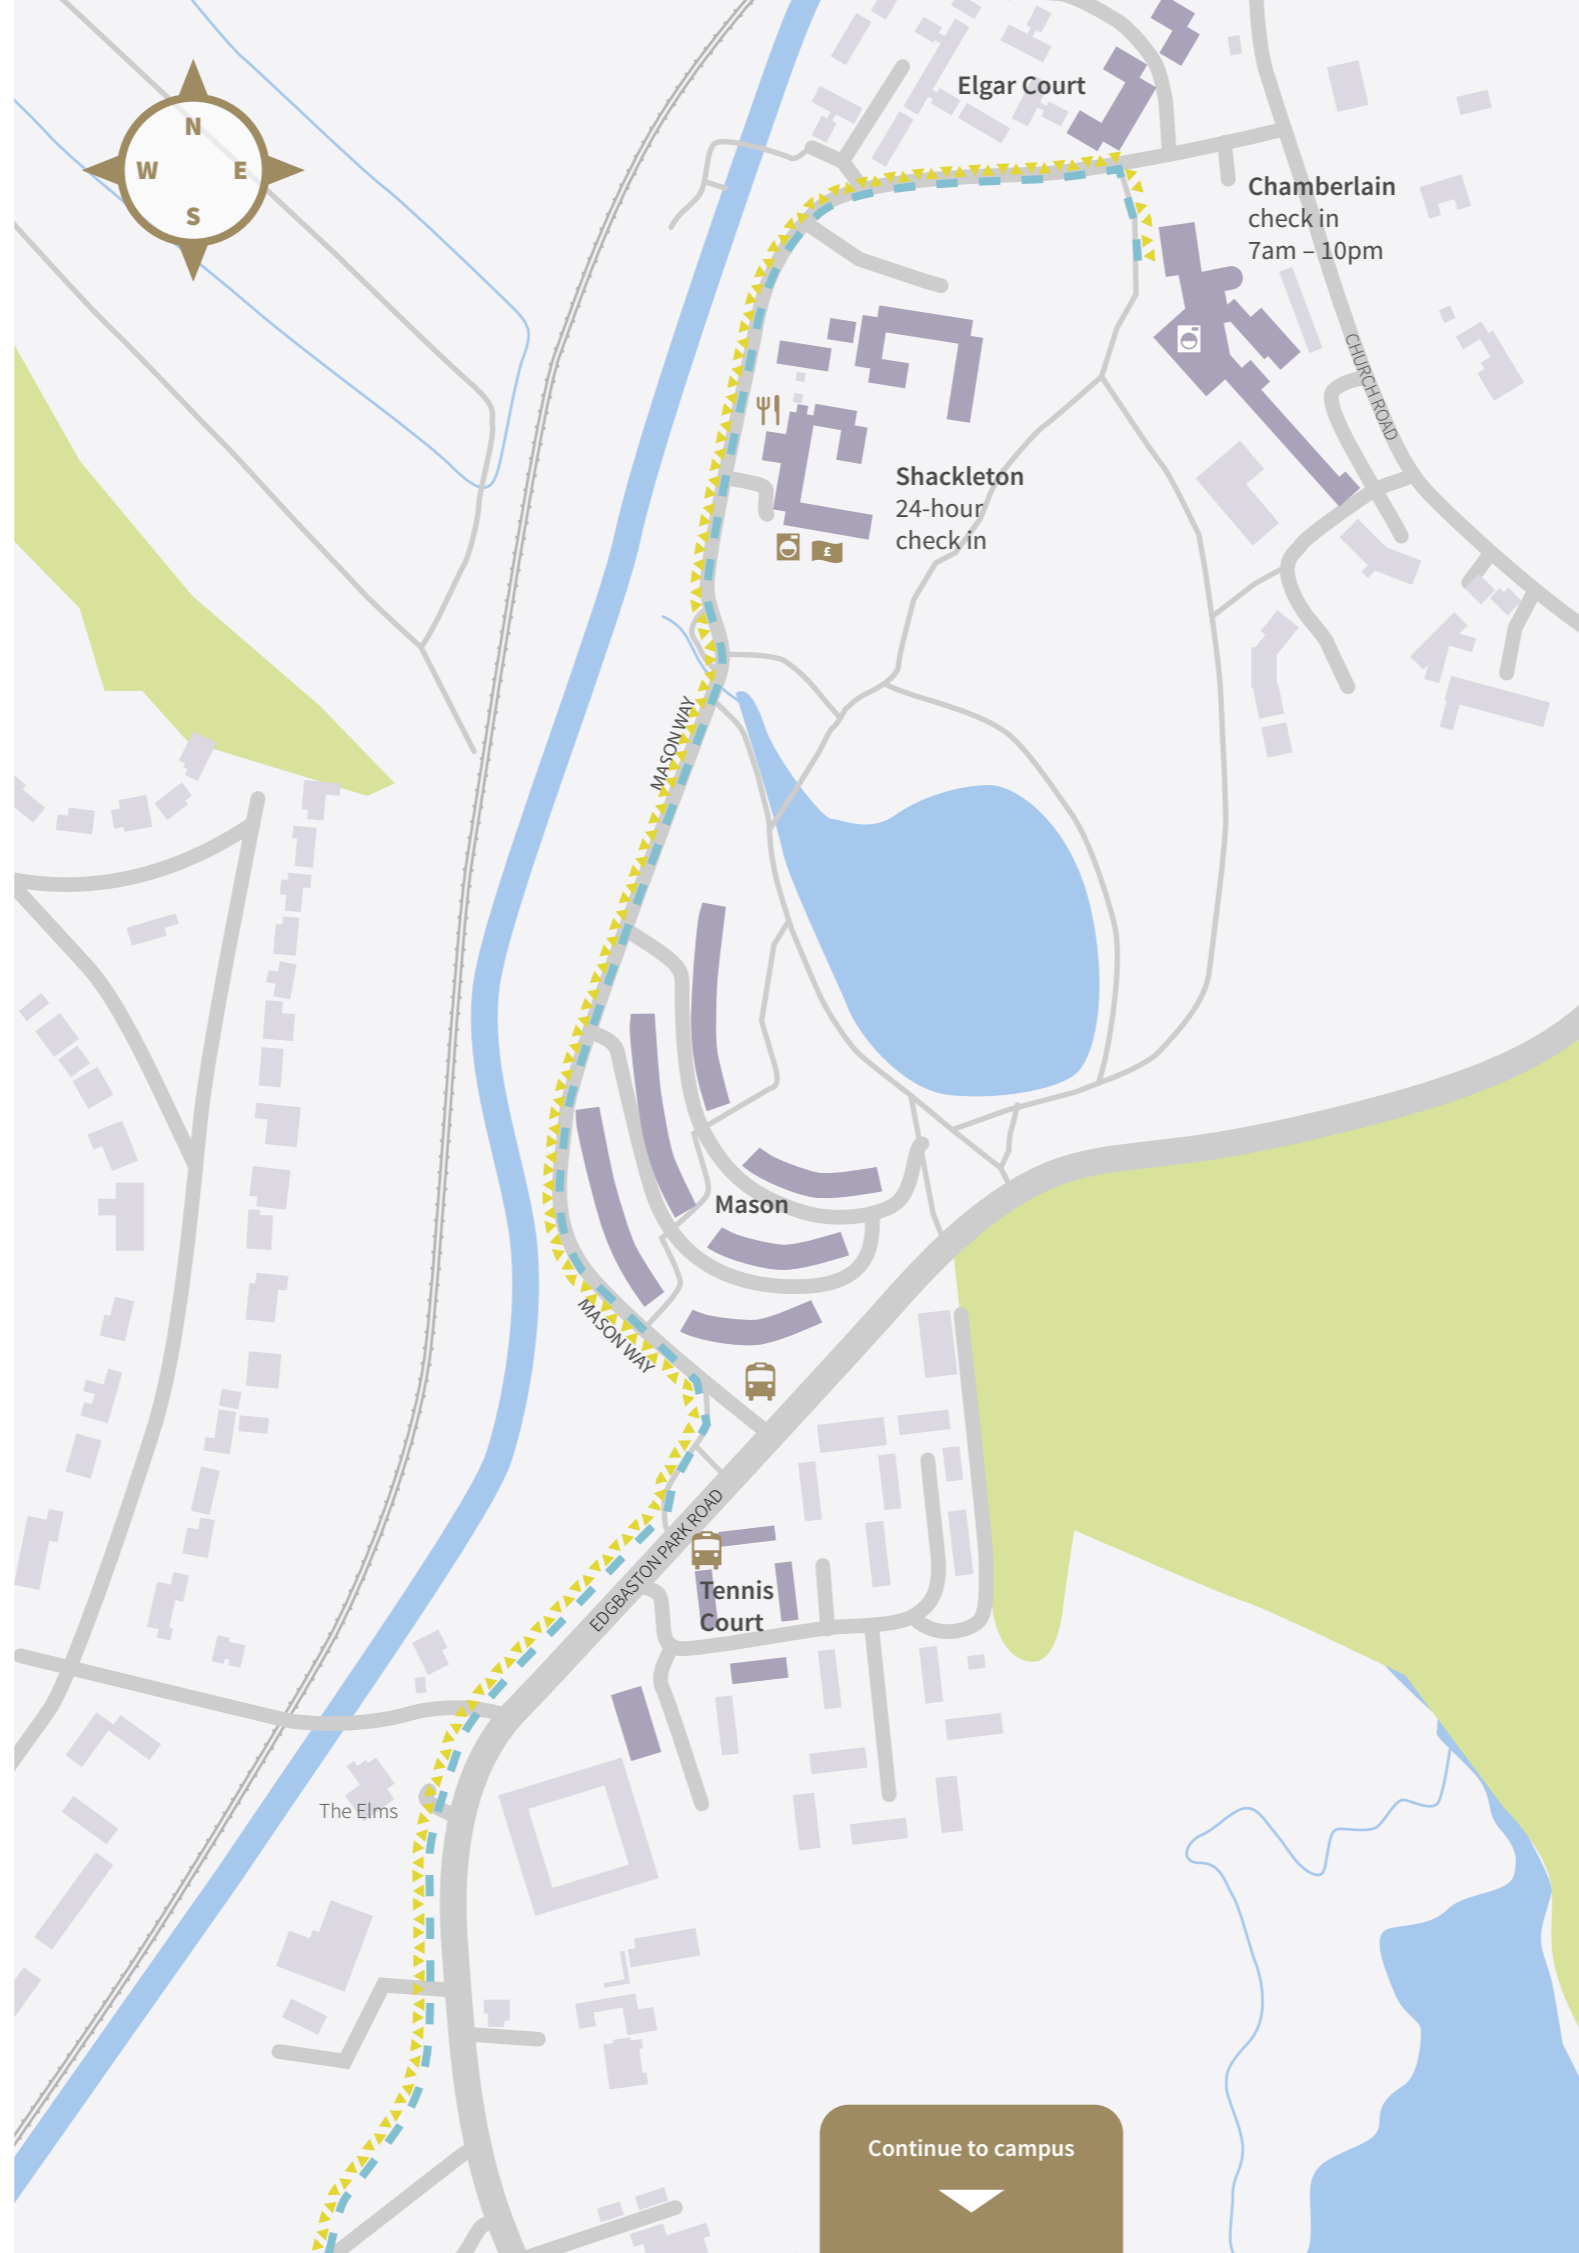 Elgar Court
N
W E
S
Chamberlain
check in
7am – 10pm
CHURCH ROAD
Shackleton
24-hour
check in
£
MASON WAY
Mason
MASON WAY
EDGBASTON PARK ROAD
Tennis
Court
The Elms
Continue to campus